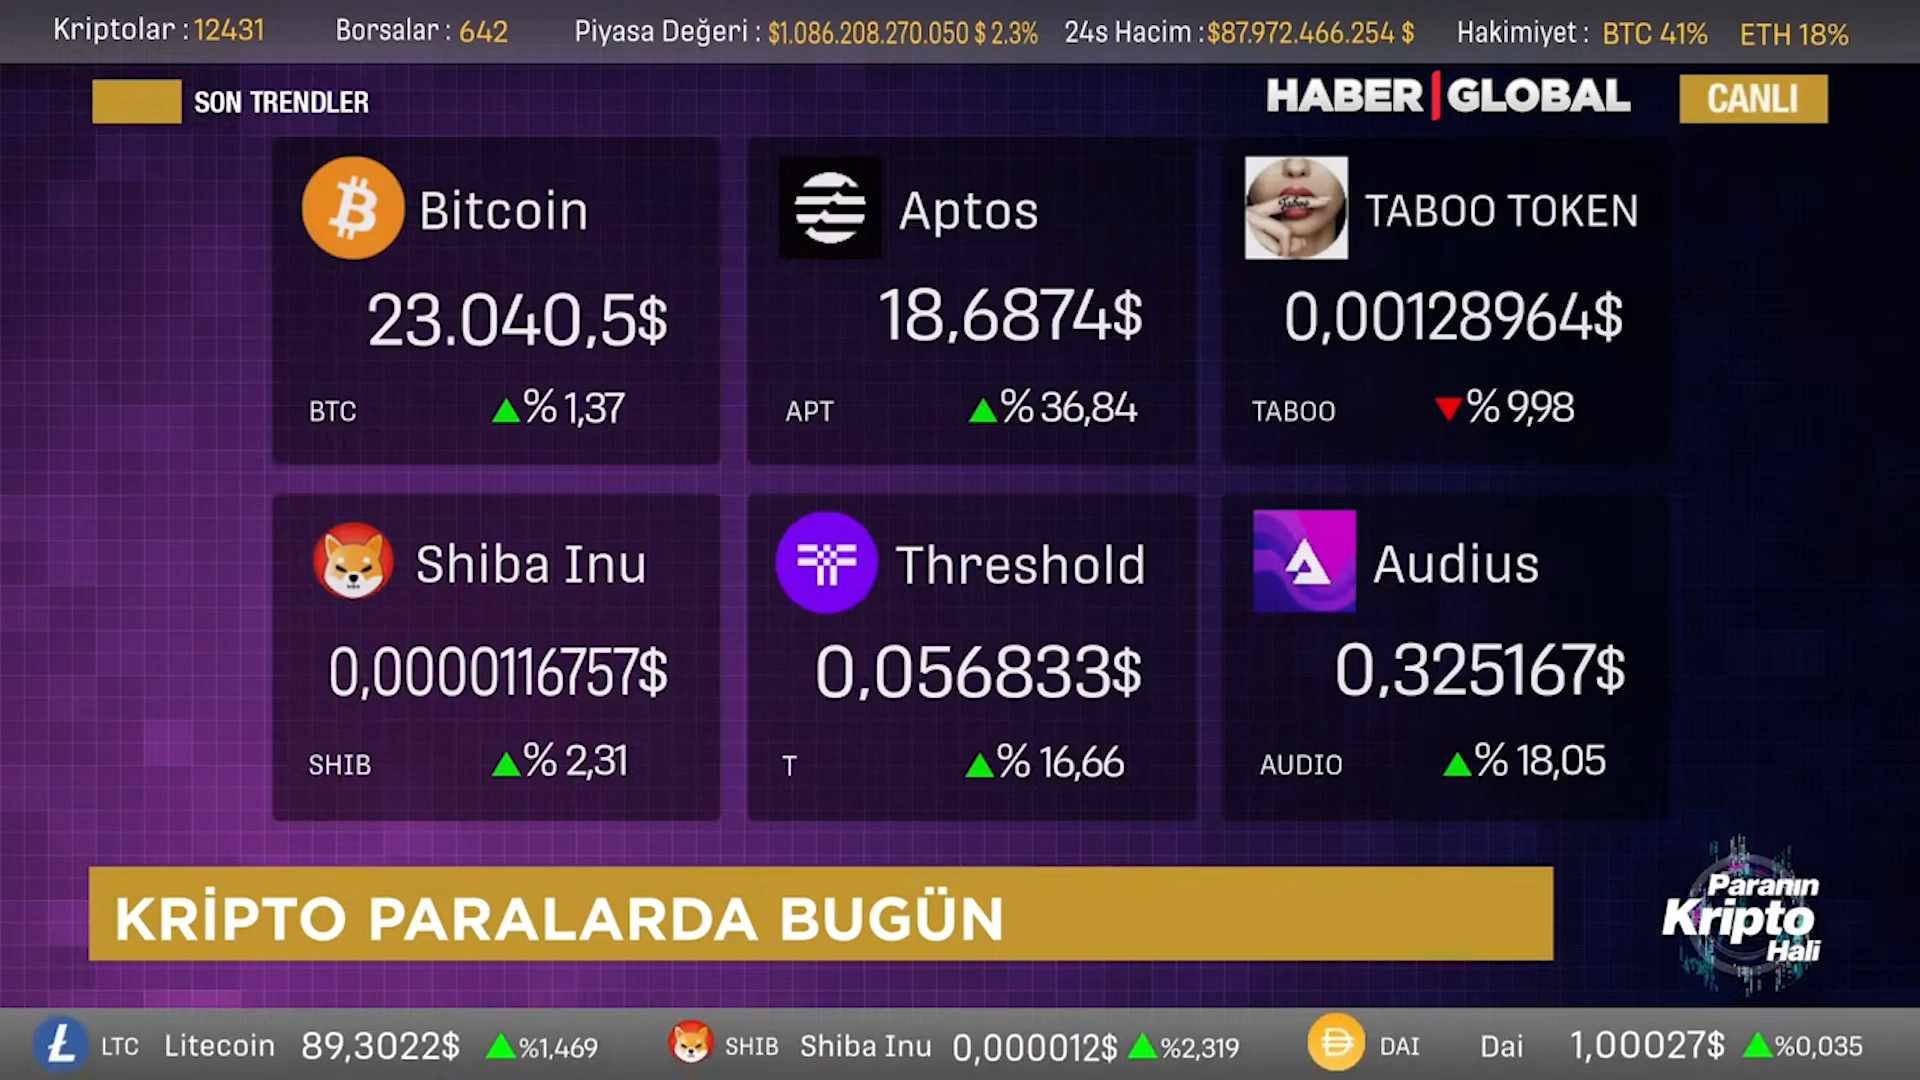 Kriptolar : 12431 Borsalar : 642 Piyasa Değeri : $1.086.208.270.050 $ 2.3% 24s Hacim : $87.972.466.254 $ Hakimiyet : BTC 41% ETH 18%
SON TRENDLER
HABER GLOBAL
CANLI
Bitcoin
23.040,5$
BTC %1,37
Aptos
18,6874$
APT %36,84
TABOO TOKEN
Taboo
0,00128964$
TABOO %9,98
Shiba Inu
0,0000116757$
SHIB %2,31
Threshold
0,056833$
T %16,66
Audius
0,325167$
AUDIO %18,05
KRİPTO PARALARDA BUGÜN
Paranın
Kripto
Hali
LTC Litecoin 89,3022$ %1,469 SHIB Shiba Inu 0,000012$ %2,319 DAI Dai 1,00027$ %0,035